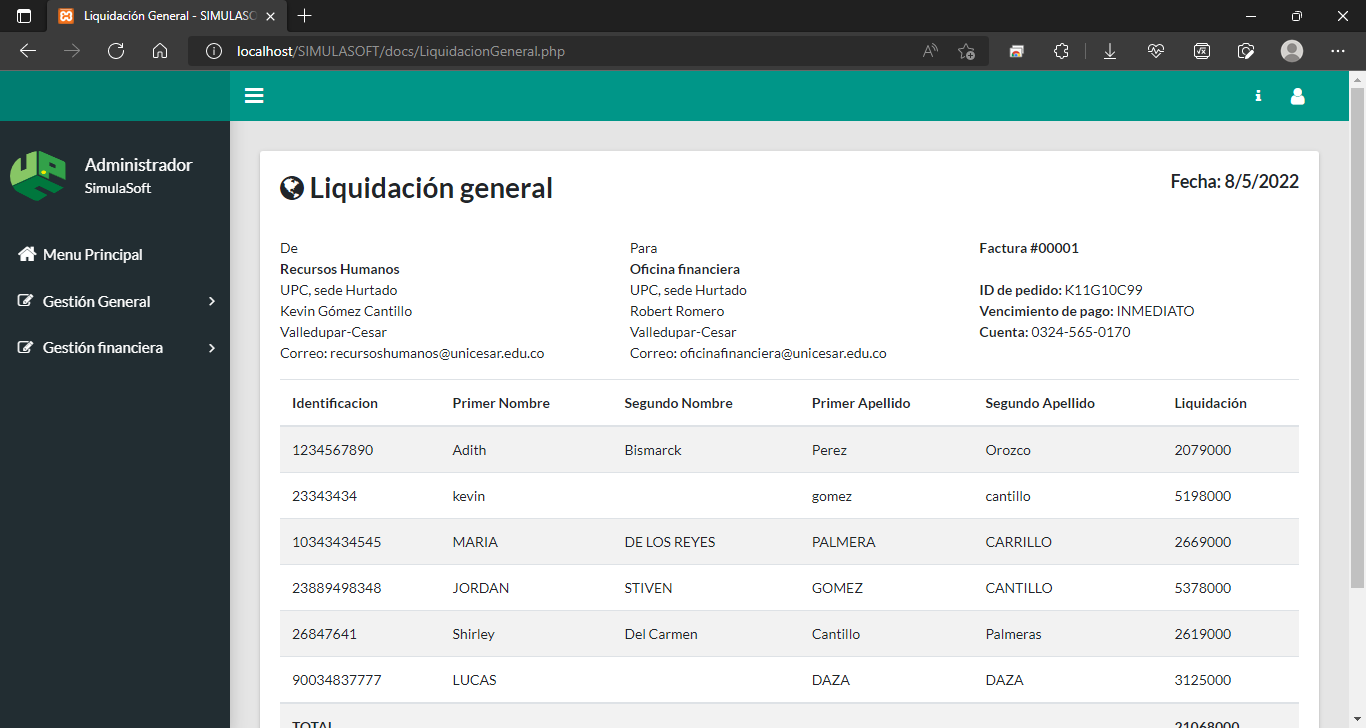 Liquidación General - SIMULASO
localhost/SIMULASOFT/docs/LiquidacionGeneral.php
Administrador
SimulaSoft
Menu Principal
Gestión General
Gestión financiera
Liquidación general
Fecha: 8/5/2022
De
Recursos Humanos
UPC, sede Hurtado
Kevin Gómez Cantillo
Valledupar-Cesar
Correo: recursoshumanos@unicesar.edu.co
Para
Oficina financiera
UPC, sede Hurtado
Robert Romero
Valledupar-Cesar
Correo: oficinafinanciera@unicesar.edu.co
Factura #00001
ID de pedido: K11G10C99
Vencimiento de pago: INMEDIATO
Cuenta: 0324-565-0170
Identificacion Primer Nombre Segundo Nombre Primer Apellido Segundo Apellido Liquidación
1234567890 Adith Bismarck Perez Orozco 2079000
23343434 kevin gomez cantillo 5198000
10343434545 MARIA DE LOS REYES PALMERA CARRILLO 2669000
23889498348 JORDAN STIVEN GOMEZ CANTILLO 5378000
26847641 Shirley Del Carmen Cantillo Palmeras 2619000
90034837777 LUCAS DAZA DAZA 3125000
TOTAL 21068000